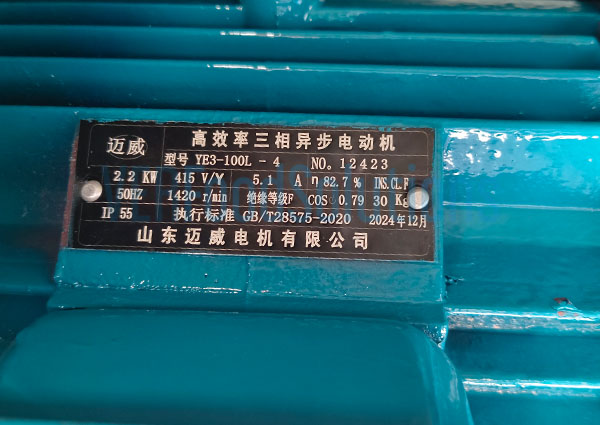 迈威
高效率三相异步电动机
型号 YE3-100L - 4 NO. 12423
2.2 KW 415 V/Y 5.1 A η 82.7 % INS.CL.F
50HZ 1420 r/min 绝缘等级F COS 0.79 30 Kg
IP 55 执行标准 GB/T28575-2020 2024年12月
山东迈威电机有限公司